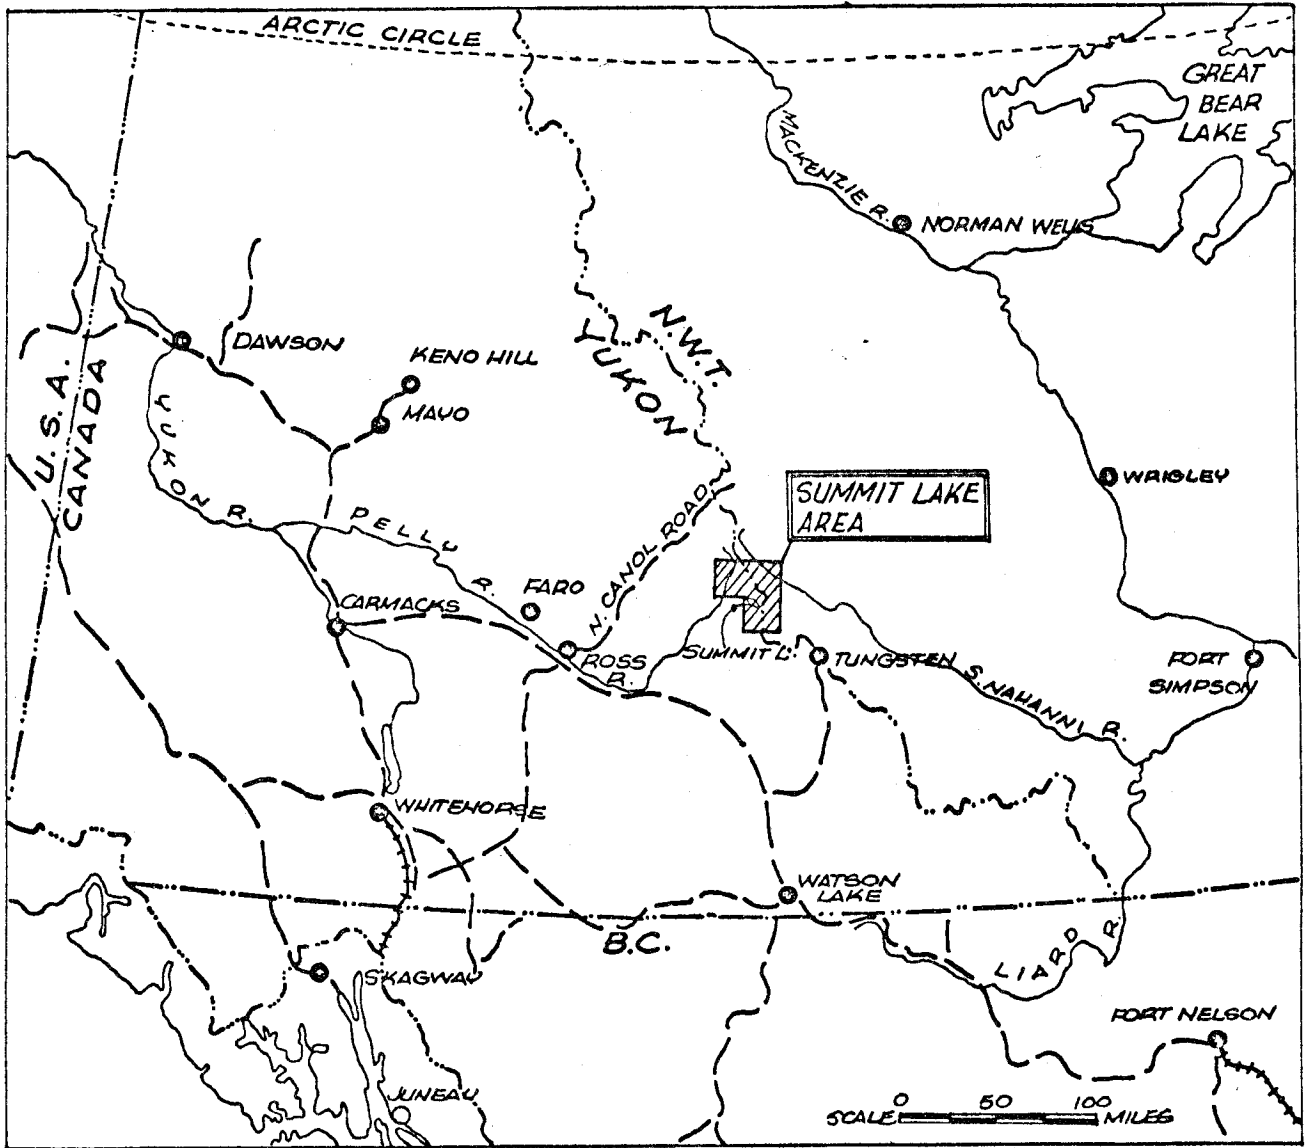 ARCTIC CIRCLE
GREAT
BEAR
LAKE
MACKENZIE R.
NORMAN WELLS
DAWSON
KENO HILL
MAYO
N.W.T.
YUKON
U.S.A.
CANADA
YUKON R.
PELLY R.
WRIGLEY
SUMMIT LAKE
AREA
N. CANOL ROAD
FARO
CARMACKS
ROSS
R.
SUMMIT L.
TUNGSTEN
S. NAHANNI R.
FORT
SIMPSON
WHITEHORSE
WATSON
LAKE
B.C.
LIARD R.
SKAGWAY
FORT NELSON
JUNEAU
0 50 100
SCALE MILES